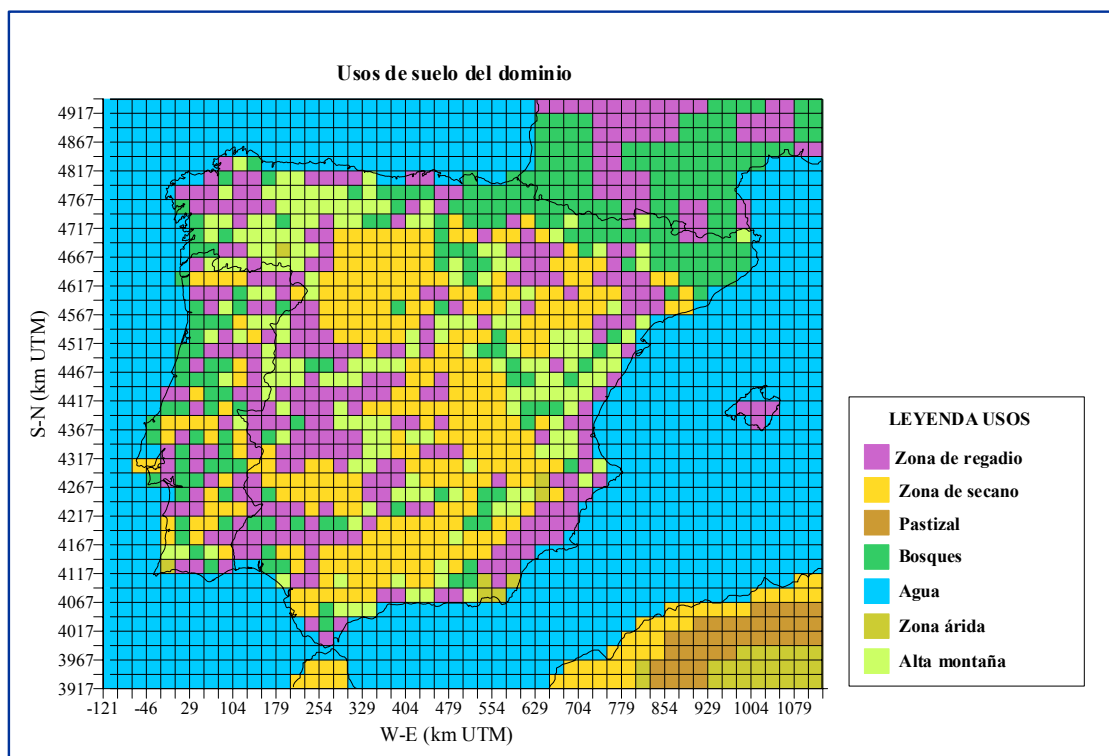 Usos de suelo del dominio
4917
4867
4817
4767
4717
4667
4617
4567
4517
4467
4417
4367
4317
4267
4217
4167
4117
4067
4017
3967
3917
S-N (km UTM)
-121 -46 29 104 179 254 329 404 479 554 629 704 779 854 929 1004 1079
W-E (km UTM)
LEYENDA USOS
Zona de regadio
Zona de secano
Pastizal
Bosques
Agua
Zona árida
Alta montaña